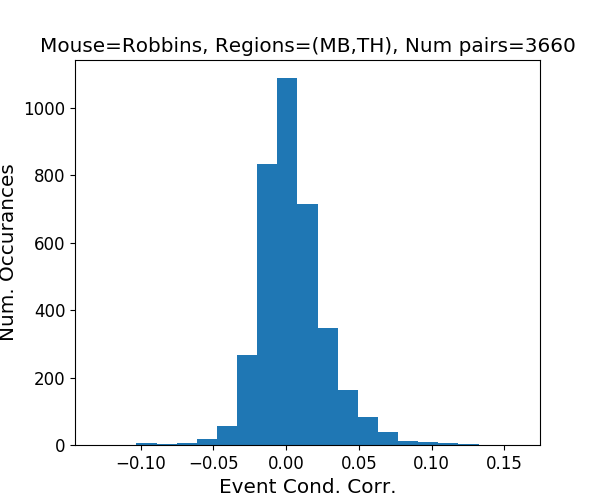 Mouse=Robbins, Regions=(MB,TH), Num pairs=3660
Num. Occurances
1000
800
600
400
200
0
−0.10 −0.05 0.00 0.05 0.10 0.15
Event Cond. Corr.